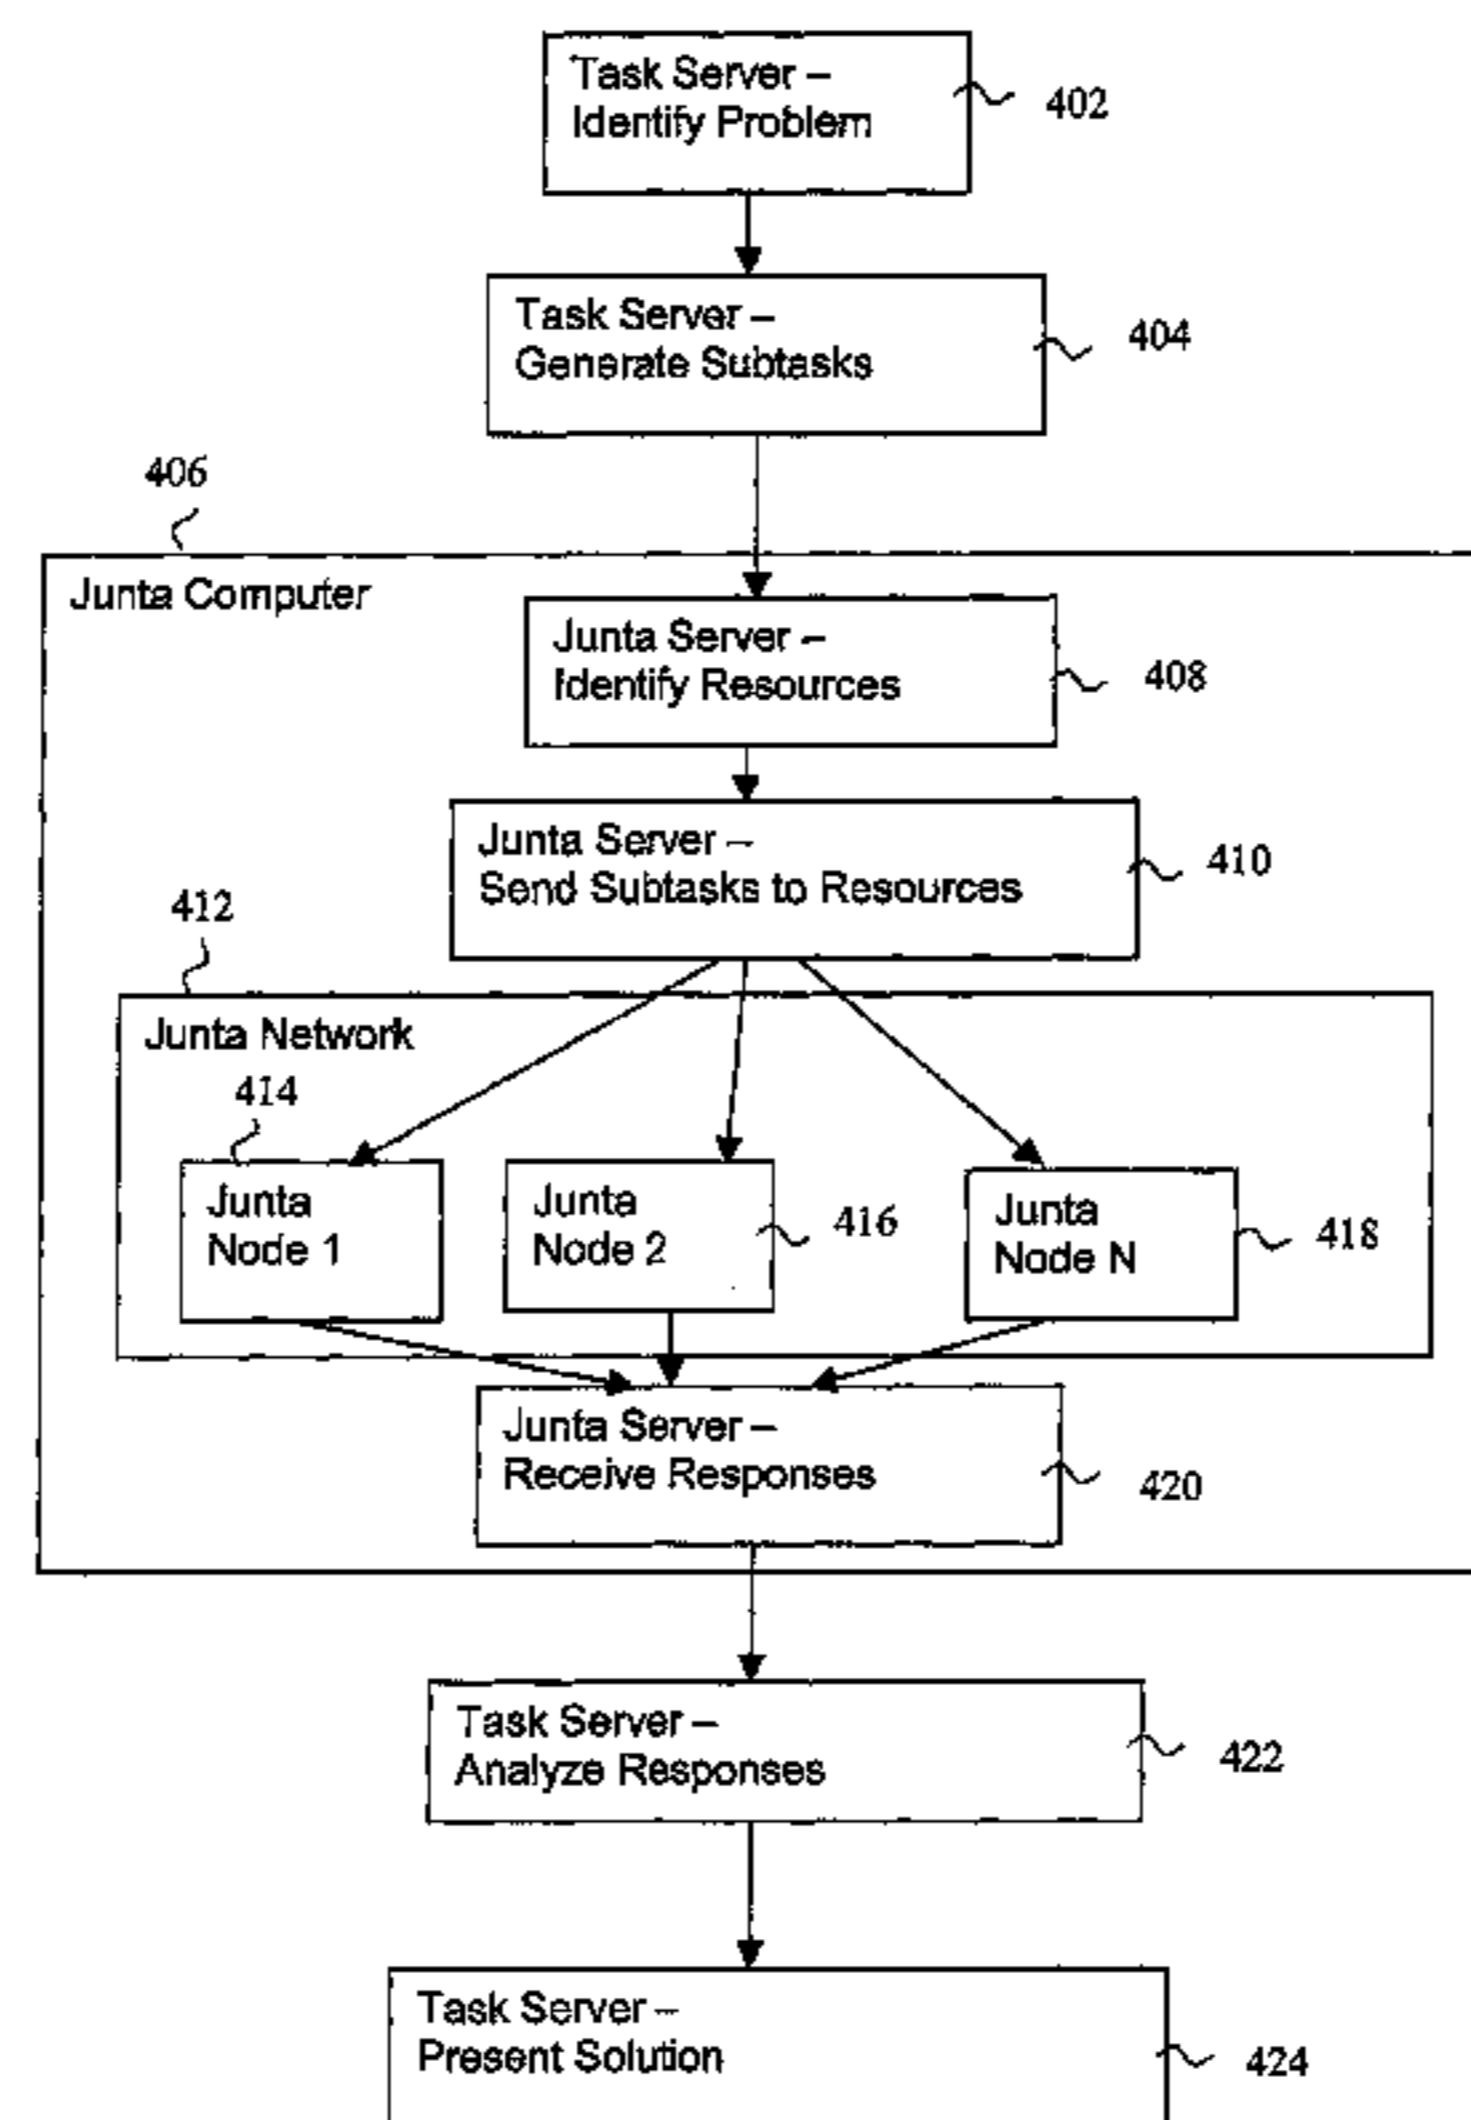 Task Server –
Identify Problem
402
Task Server –
Generate Subtasks
404
406
Junta Computer
Junta Server –
Identify Resources
408
Junta Server –
Send Subtasks to Resources
410
412
Junta Network
414
Junta
Node 1
Junta
Node 2
416
Junta
Node N
418
Junta Server –
Receive Responses
420
Task Server –
Analyze Responses
422
Task Server –
Present Solution
424